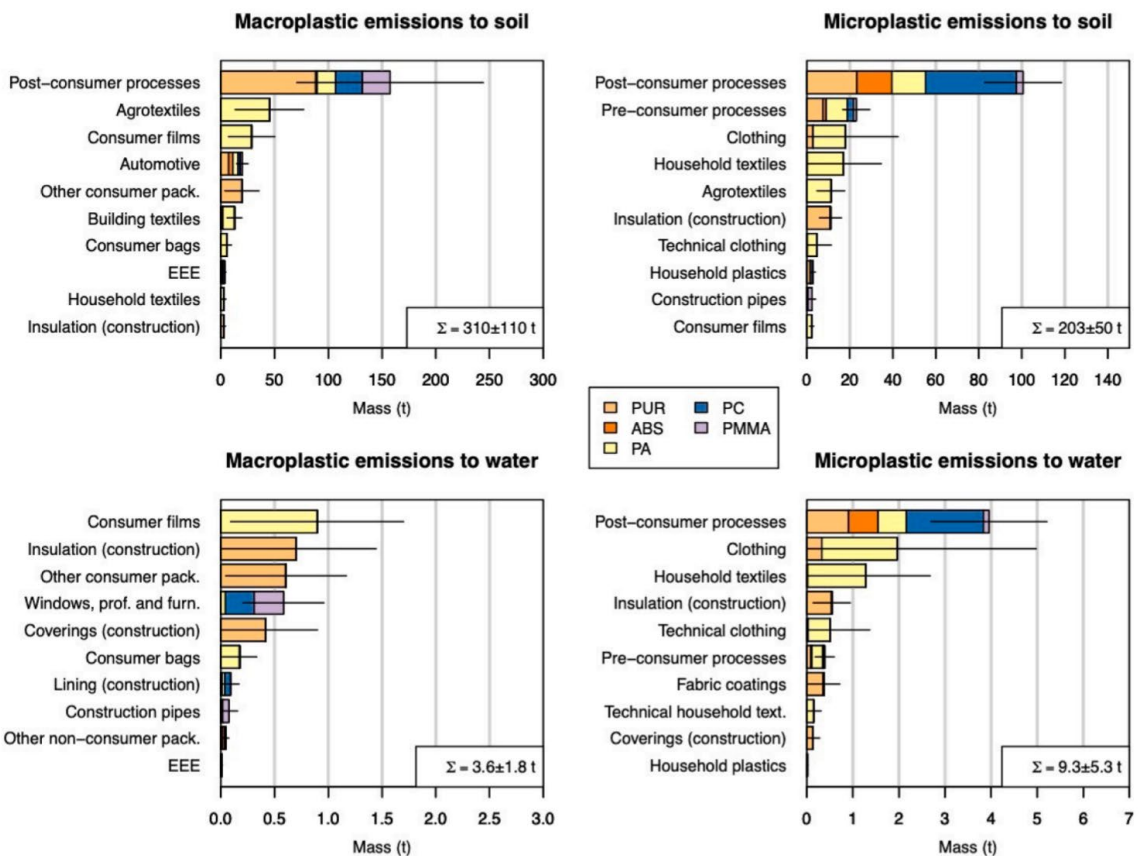 Macroplastic emissions to soil
Post−consumer processes
Agrotextiles
Consumer films
Automotive
Other consumer pack.
Building textiles
Consumer bags
EEE
Household textiles
Insulation (construction)
Σ = 310±110 t
0 50 100 150 200 250 300
Mass (t)
Microplastic emissions to soil
Post−consumer processes
Pre−consumer processes
Clothing
Household textiles
Agrotextiles
Insulation (construction)
Technical clothing
Household plastics
Construction pipes
Consumer films
Σ = 203±50 t
0 20 40 60 80 100 120 140
Mass (t)
PUR PC
ABS PMMA
PA
Macroplastic emissions to water
Consumer films
Insulation (construction)
Other consumer pack.
Windows, prof. and furn.
Coverings (construction)
Consumer bags
Lining (construction)
Construction pipes
Other non−consumer pack.
EEE
Σ = 3.6±1.8 t
0.0 0.5 1.0 1.5 2.0 2.5 3.0
Mass (t)
Microplastic emissions to water
Post−consumer processes
Clothing
Household textiles
Insulation (construction)
Technical clothing
Pre−consumer processes
Fabric coatings
Technical household text.
Coverings (construction)
Household plastics
Σ = 9.3±5.3 t
0 1 2 3 4 5 6 7
Mass (t)